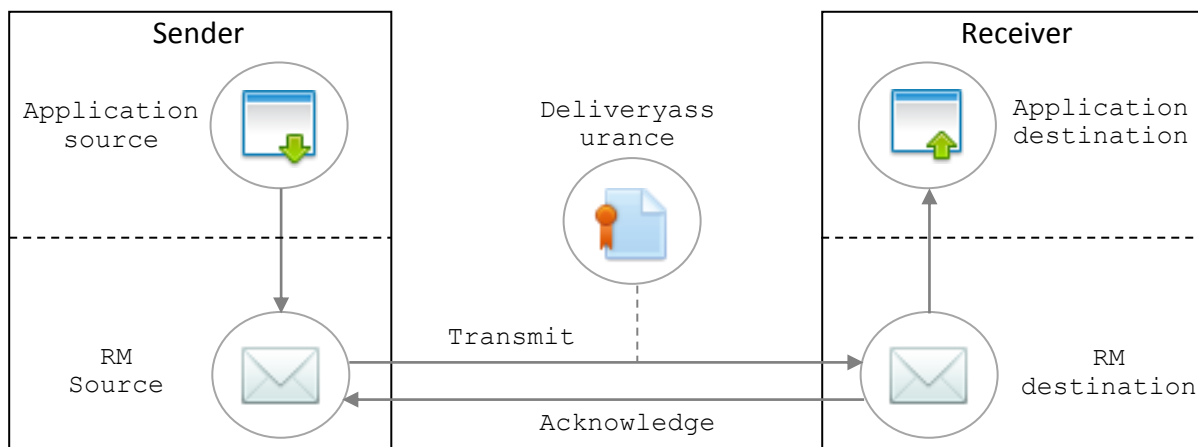 Sender
Receiver
Application
source
Deliveryass
urance
Application
destination
Transmit
RM
Source
RM
destination
Acknowledge